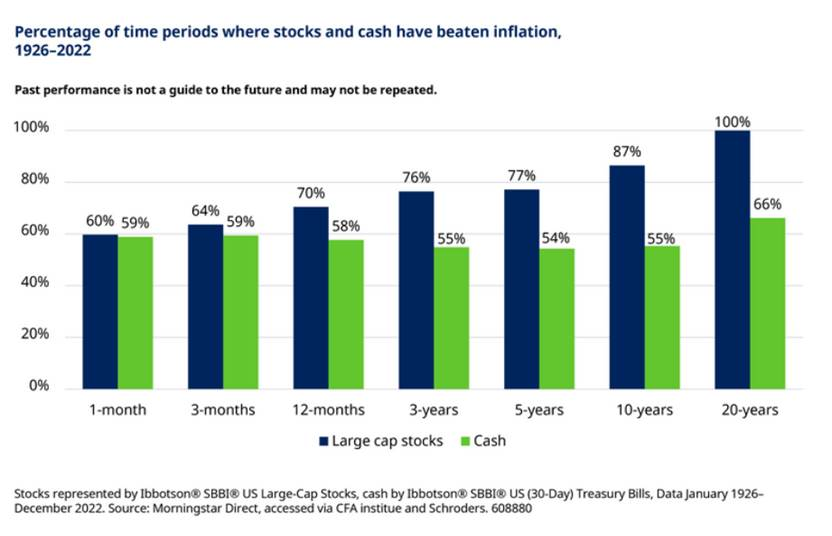 Percentage of time periods where stocks and cash have beaten inflation,
1926–2022
Past performance is not a guide to the future and may not be repeated.
100%
80%
60%
40%
20%
0%
60% 59%
64% 59%
70% 58%
76% 55%
77% 54%
87% 55%
100% 66%
1-month 3-months 12-months 3-years 5-years 10-years 20-years
Large cap stocks Cash
Stocks represented by Ibbotson® SBBI® US Large-Cap Stocks, cash by Ibbotson® SBBI® US (30-Day) Treasury Bills, Data January 1926–
December 2022. Source: Morningstar Direct, accessed via CFA institue and Schroders. 608880